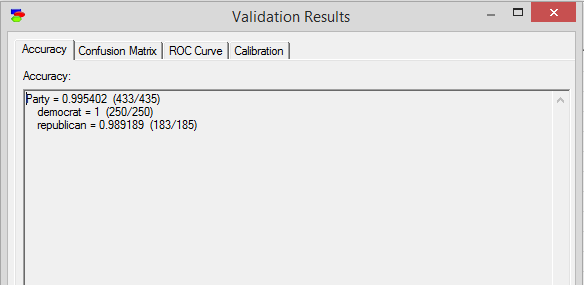 Validation Results
Accuracy Confusion Matrix ROC Curve Calibration
Accuracy:
Party = 0.995402 (433/435)
democrat = 1 (250/250)
republican = 0.989189 (183/185)